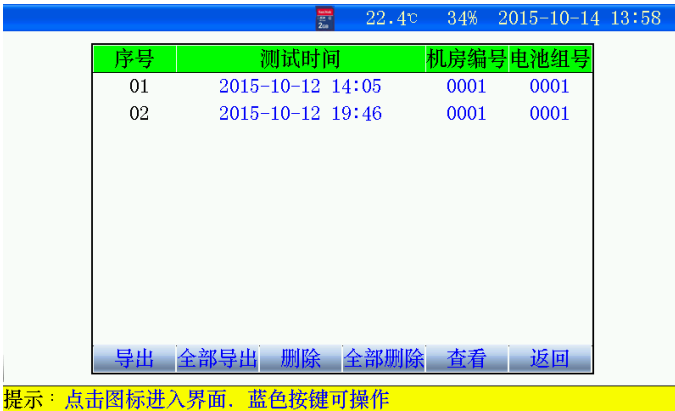 SanDisk 2GB 22.4℃ 34% 2015-10-14 13:58
序号 测试时间 机房编号 电池组号
01 2015-10-12 14:05 0001 0001
02 2015-10-12 19:46 0001 0001
导出 全部导出 删除 全部删除 查看 返回
提示：点击图标进入界面．蓝色按键可操作